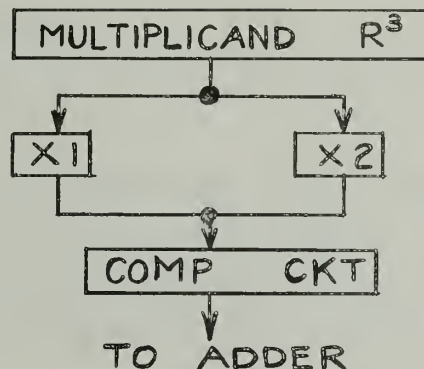 MULTIPLICAND R³
X1 X2
COMP CKT
TO ADDER